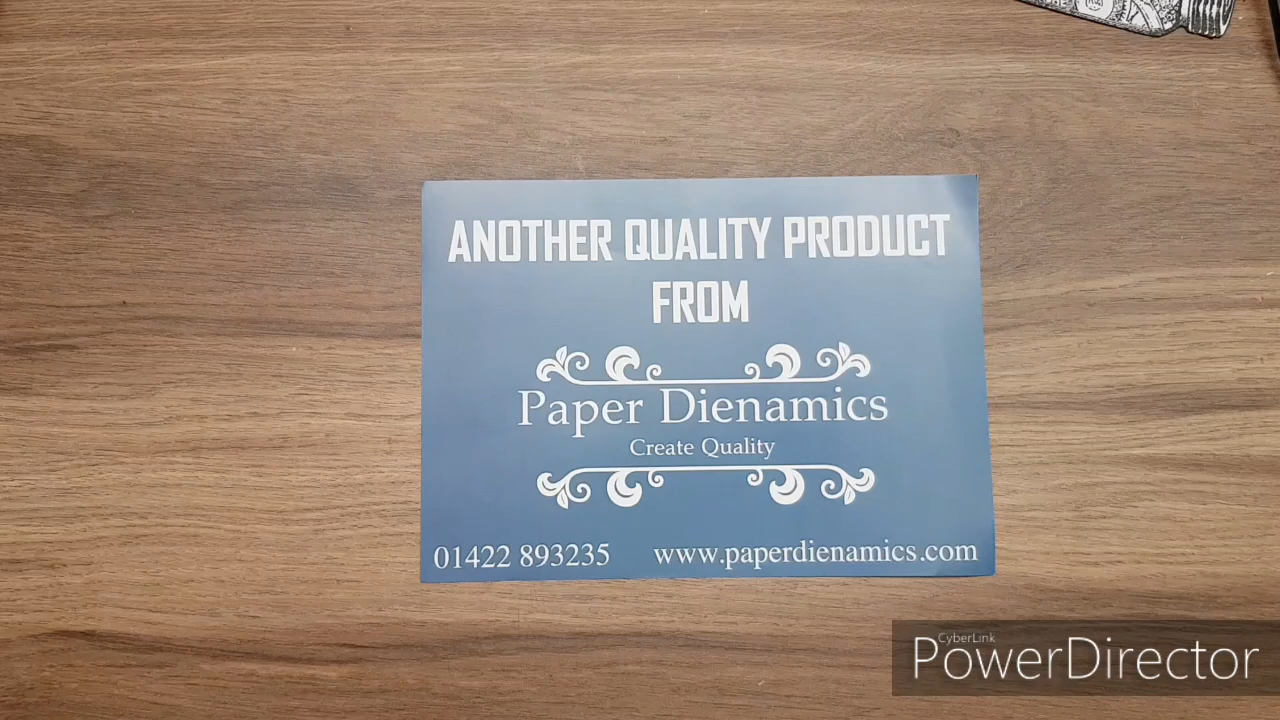 ANOTHER QUALITY PRODUCT
FROM
Paper Dienamics
Create Quality
01422 893235 www.paperdienamics.com
CyberLink
PowerDirector